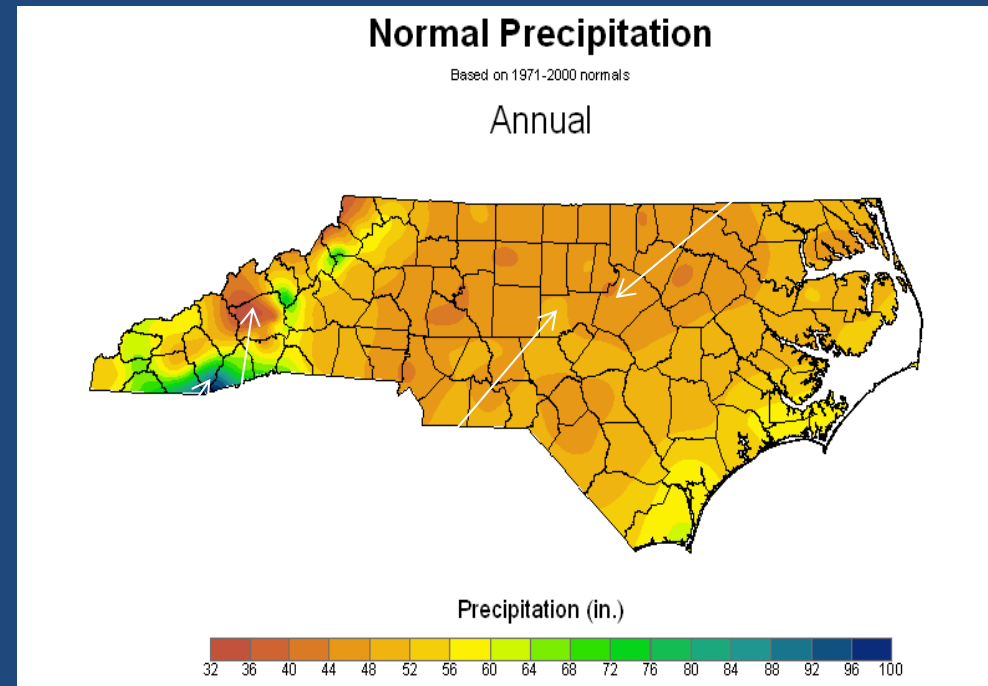 Normal Precipitation
Based on 1971-2000 normals
Annual
Precipitation (in.)
32 36 40 44 48 52 56 60 64 68 72 76 80 84 88 92 96 100